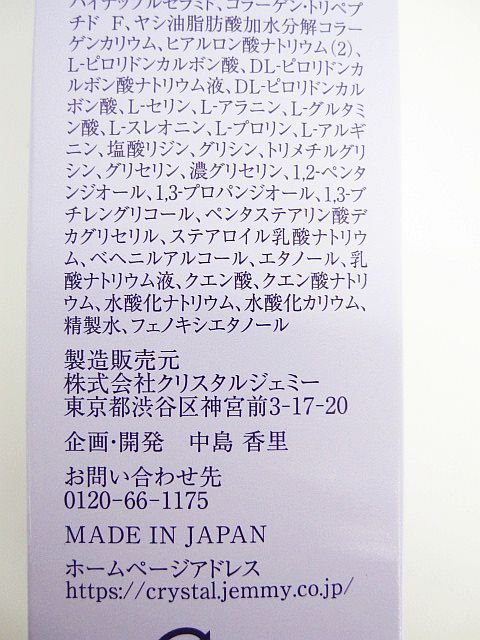 パイナップルセラミド、コラーゲン・トリペプ
チド F、ヤシ油脂肪酸加水分解コラー
ゲンカリウム、ヒアルロン酸ナトリウム(2)、
L-ピロリドンカルボン酸、DL-ピロリドンカ
ルボン酸ナトリウム液、DL-ピロリドンカル
ボン酸、L-セリン、L-アラニン、L-グルタミ
ン酸、L-スレオニン、L-プロリン、L-アルギ
ニン、塩酸リジン、グリシン、トリメチルグリ
シン、グリセリン、濃グリセリン、1,2-ペンタ
ンジオール、1,3-プロパンジオール、1,3-ブ
チレングリコール、ペンタステアリン酸デ
カグリセリル、ステアロイル乳酸ナトリウ
ム、ベヘニルアルコール、エタノール、乳
酸ナトリウム液、クエン酸、クエン酸ナトリ
ウム、水酸化ナトリウム、水酸化カリウム、
精製水、フェノキシエタノール
製造販売元
株式会社クリスタルジェミー
東京都渋谷区神宮前3-17-20
企画・開発 中島 香里
お問い合わせ先
0120-66-1175
MADE IN JAPAN
ホームページアドレス
https://crystal.jemmy.co.jp/